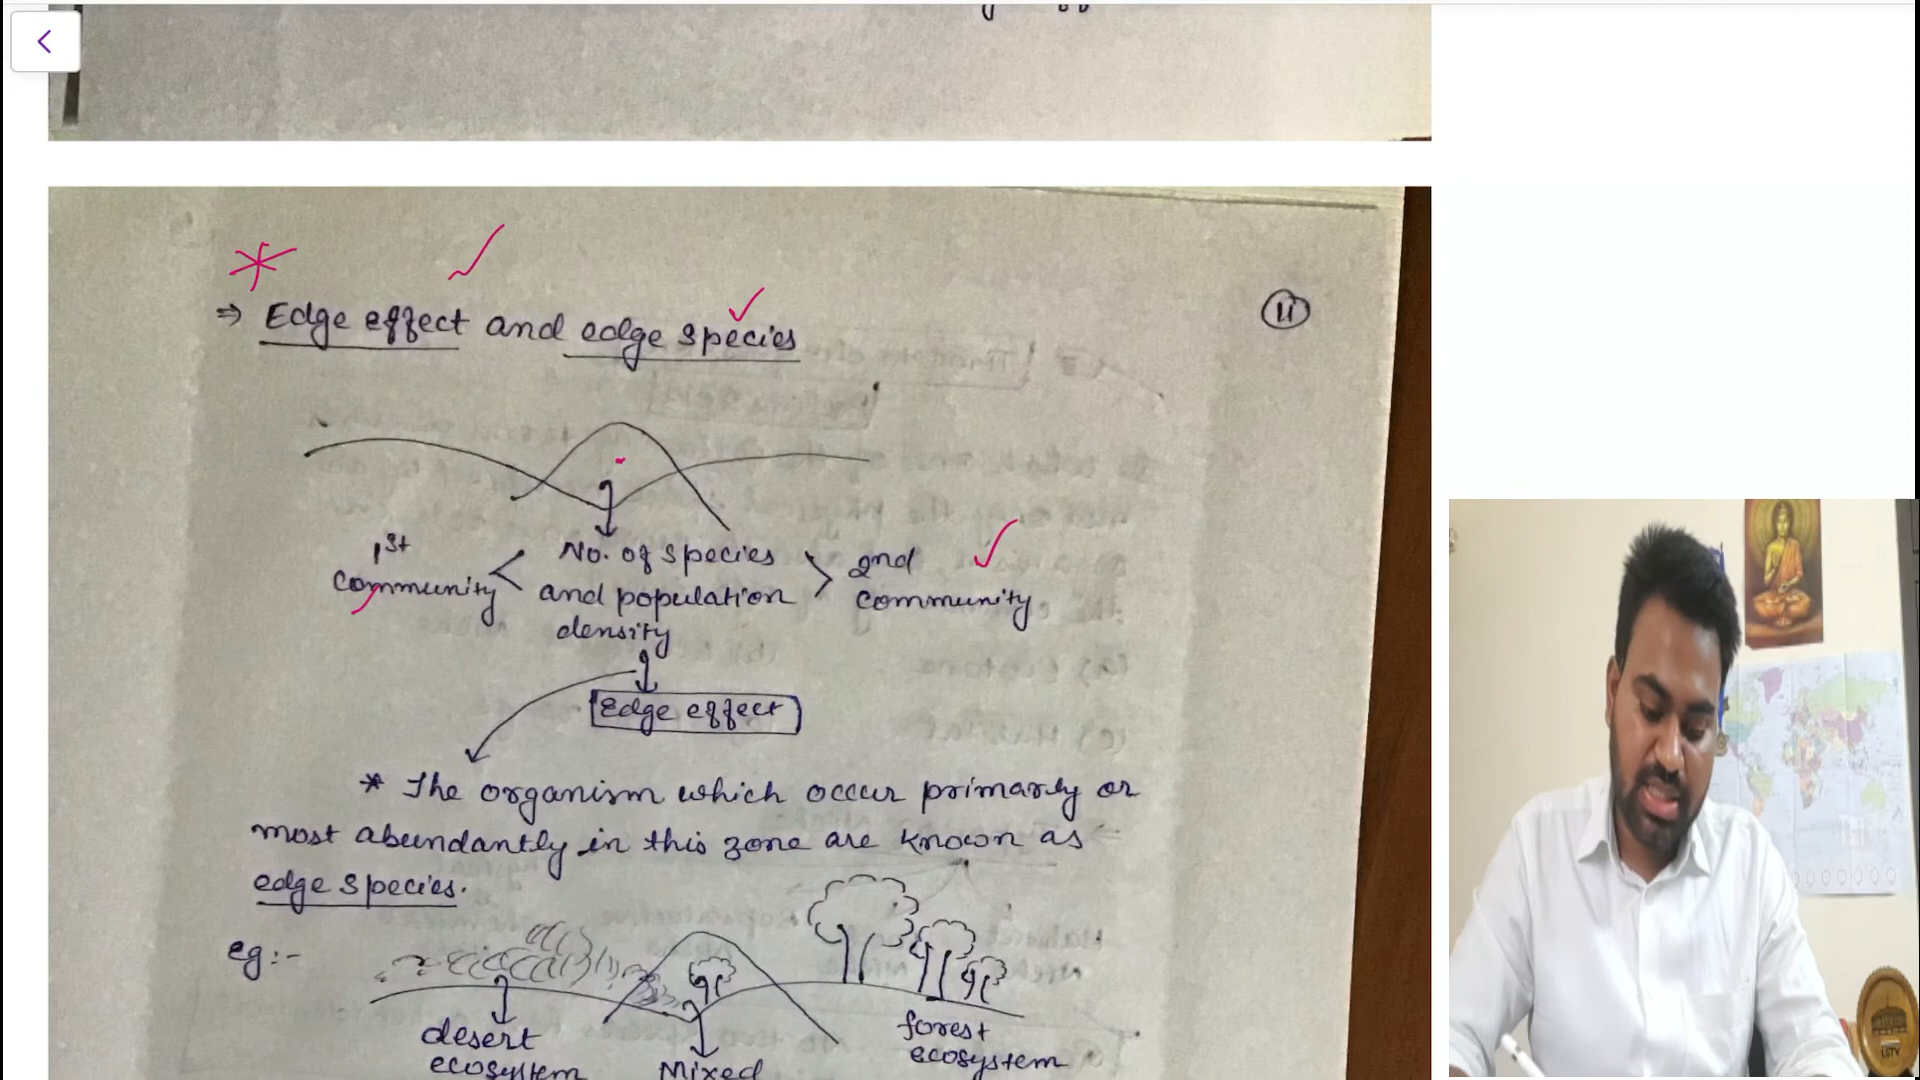 ⇒ Edge effect and edge species
11
1st community < No. of species and population density > 2nd community
Edge effect
* The organism which occur primarly or
most abundantly in this zone are known as
edge species.
eg:-
desert ecosystem
Mixed
forest ecosystem